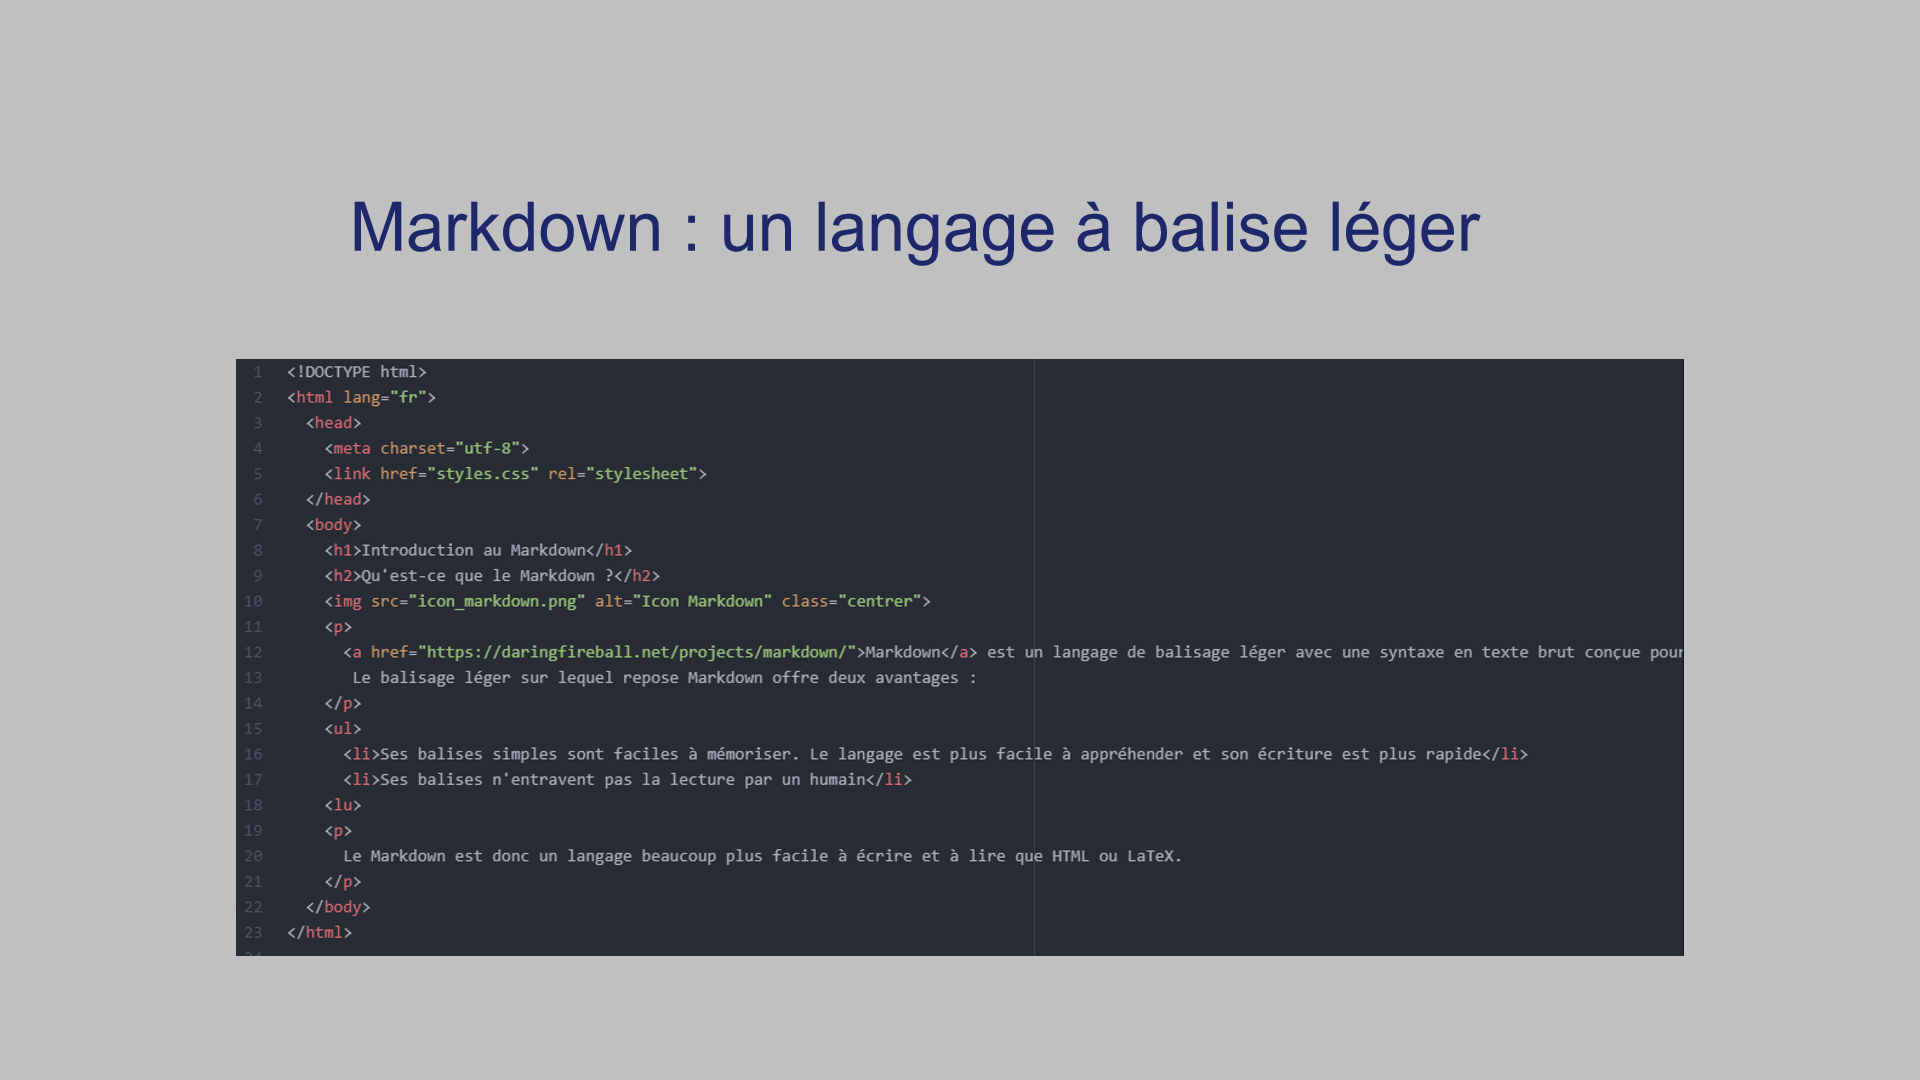 Markdown : un langage à balise léger
1 <!DOCTYPE html>
2 <html lang="fr">
3 <head>
4 <meta charset="utf-8">
5 <link href="styles.css" rel="stylesheet">
6 </head>
7 <body>
8 <h1>Introduction au Markdown</h1>
9 <h2>Qu'est-ce que le Markdown ?</h2>
10 <img src="icon_markdown.png" alt="Icon Markdown" class="centrer">
11 <p>
12 <a href="https://daringfireball.net/projects/markdown/">Markdown</a> est un langage de balisage léger avec une syntaxe en texte brut conçue pour
13 Le balisage léger sur lequel repose Markdown offre deux avantages :
14 </p>
15 <ul>
16 <li>Ses balises simples sont faciles à mémoriser. Le langage est plus facile à appréhender et son écriture est plus rapide</li>
17 <li>Ses balises n'entravent pas la lecture par un humain</li>
18 <lu>
19 <p>
20 Le Markdown est donc un langage beaucoup plus facile à écrire et à lire que HTML ou LaTeX.
21 </p>
22 </body>
23 </html>